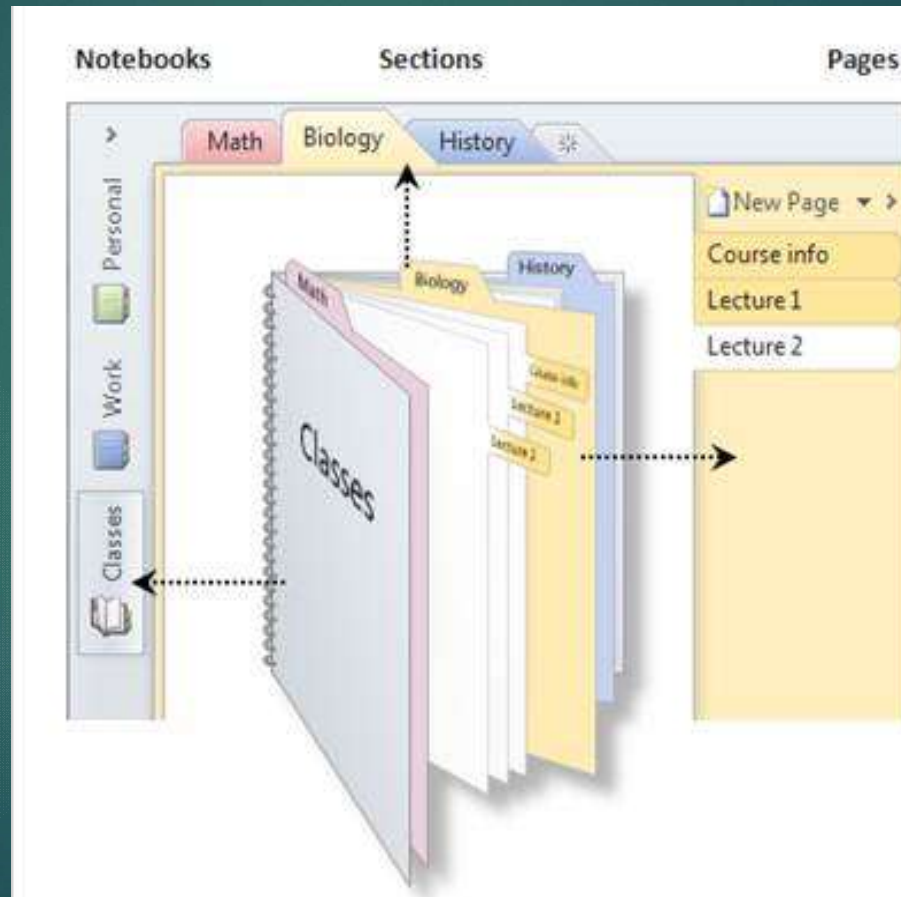 Notebooks Sections Pages
Math Biology History
Personal
Work
Classes
New Page
Course info
Lecture 1
Lecture 2
Math
Biology
History
Course info
Lecture 1
Lecture 2
Classes